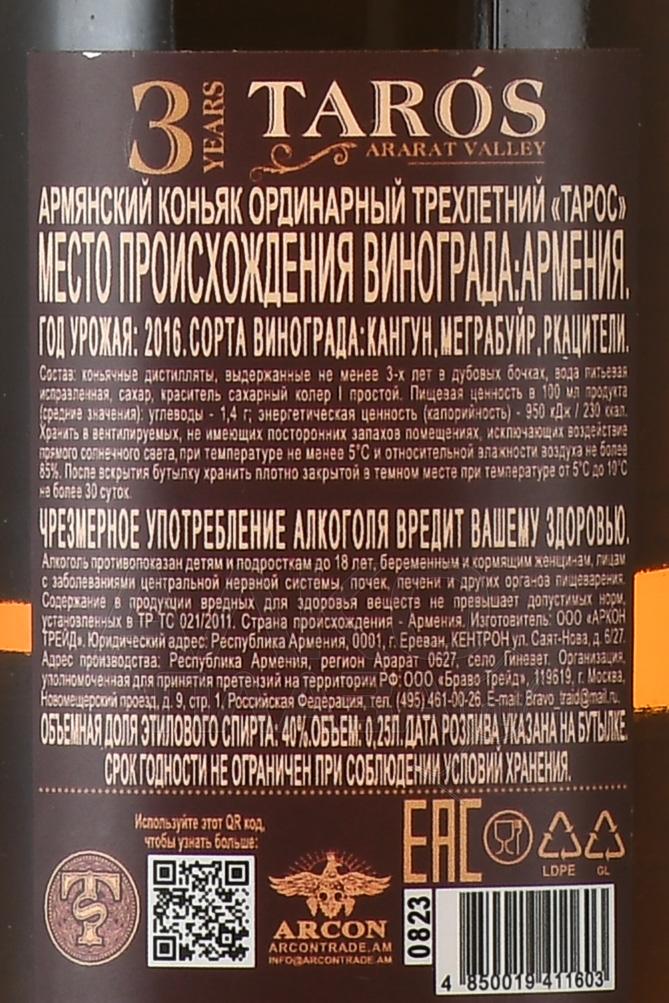 3 YEARS
TARÓS
ARARAT VALLEY
АРМЯНСКИЙ КОНЬЯК ОРДИНАРНЫЙ ТРЕХЛЕТНИЙ «ТАРОС»
МЕСТО ПРОИСХОЖДЕНИЯ ВИНОГРАДА:АРМЕНИЯ.
ГОД УРОЖАЯ: 2016.СОРТА ВИНОГРАДА:КАНГУН,МЕГРАБУЙР,РКАЦИТЕЛИ.
Состав: коньячные дистилляты, выдержанные не менее 3-х лет в дубовых бочках, вода питьевая
исправленная, сахар, краситель сахарный колер I простой. Пищевая ценность в 100 мл продукта
(средние значения): углеводы - 1,4 г; энергетическая ценность (калорийность) - 950 кДж / 230 ккал.
Хранить в вентилируемых, не имеющих посторонних запахов помещениях, исключающих воздействие
прямого солнечного света, при температуре не менее 5°С и относительной влажности воздуха не более
85%. После вскрытия бутылку хранить плотно закрытой в темном месте при температуре от 5°С до 10°С
не более 30 суток.
ЧРЕЗМЕРНОЕ УПОТРЕБЛЕНИЕ АЛКОГОЛЯ ВРЕДИТ ВАШЕМУ ЗДОРОВЬЮ.
Алкоголь противопоказан детям и подросткам до 18 лет, беременным и кормящим женщинам, лицам
с заболеваниями центральной нервной системы, почек, печени и других органов пищеварения.
Содержание в продукции вредных для здоровья веществ не превышает допустимых норм,
установленных в ТР ТС 021/2011. Страна происхождения - Армения. Изготовитель: ООО «АРКОН
ТРЕЙД». Юридический адрес: Республика Армения, 0001, г. Ереван, КЕНТРОН ул. Саят-Нова, д. 6/27.
Адрес производства: Республика Армения, регион Арарат 0627, село Гиневет. Организация,
уполномоченная для принятия претензий на территории РФ: ООО «Браво Трейд», 119619, г. Москва,
Новомещерский проезд, д. 9, стр. 1, Российская Федерация, тел. (495) 461-00-26. E-mail: Bravo_traid@mail.ru.
ОБЪЕМНАЯ ДОЛЯ ЭТИЛОВОГО СПИРТА: 40%.ОБЪЕМ: 0,25Л.ДАТА РОЗЛИВА УКАЗАНА НА БУТЫЛКЕ.
СРОК ГОДНОСТИ НЕ ОГРАНИЧЕН ПРИ СОБЛЮДЕНИИ УСЛОВИЙ ХРАНЕНИЯ.
Используйте этот QR код,
чтобы узнать больше:
TS
ARCON
ARCONTRADE.AM
INFO@ARCONTRADE.AM
EAC
LDPE
GL
0823
4 850019 411603